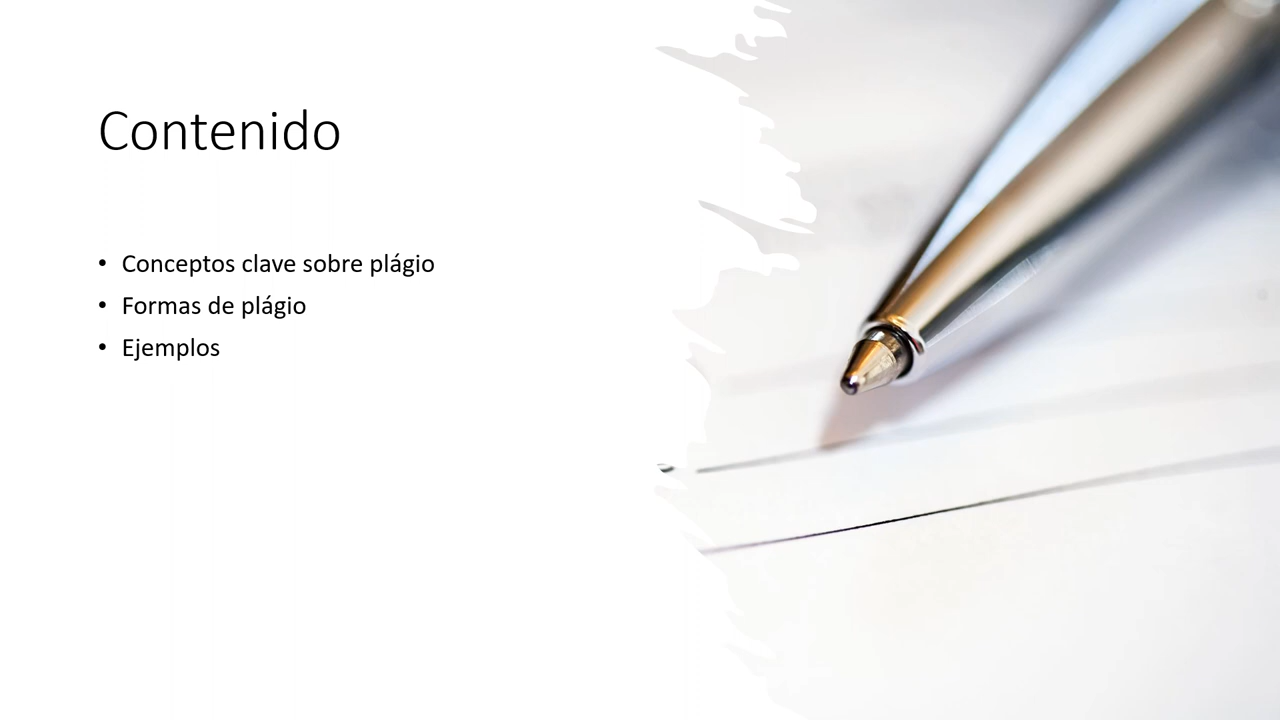 Contenido
• Conceptos clave sobre plágio
• Formas de plágio
• Ejemplos